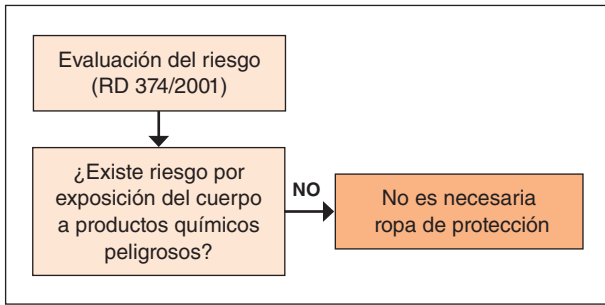 Evaluación del riesgo
(RD 374/2001)
¿Existe riesgo por
exposición del cuerpo
a productos químicos
peligrosos?
NO
No es necesaria
ropa de protección